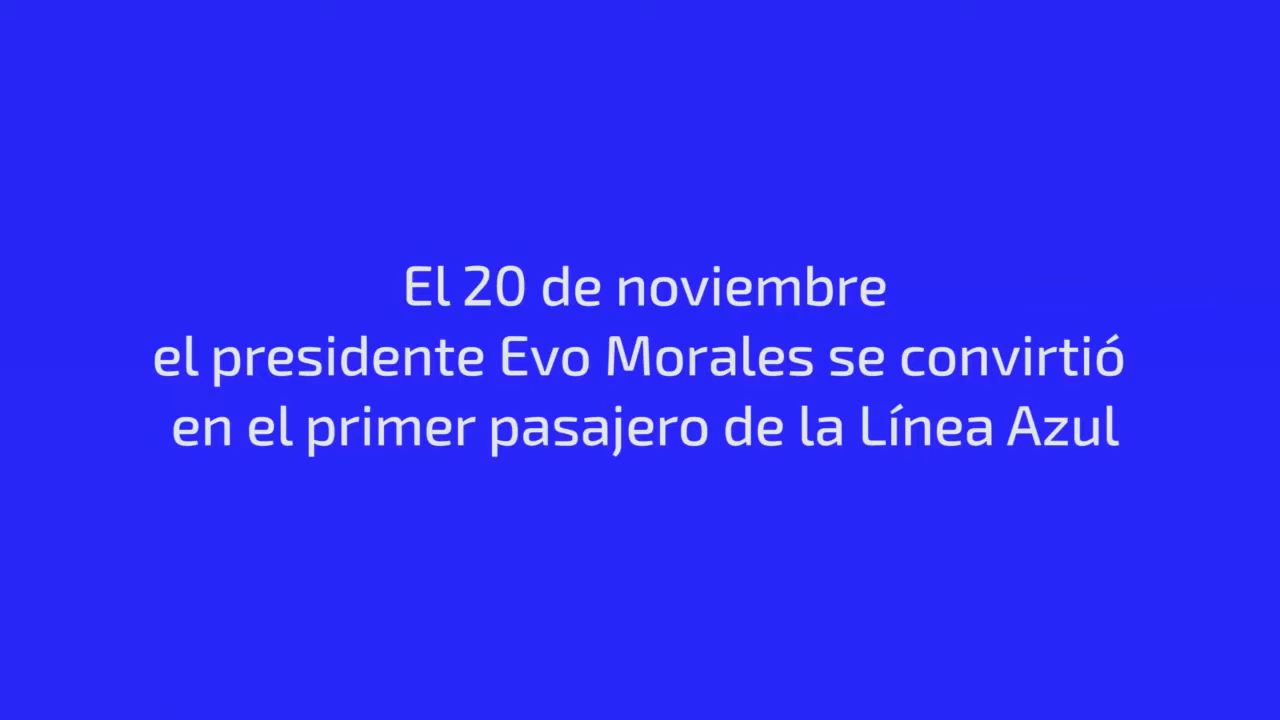 El 20 de noviembre
el presidente Evo Morales se convirtió
en el primer pasajero de la Línea Azul